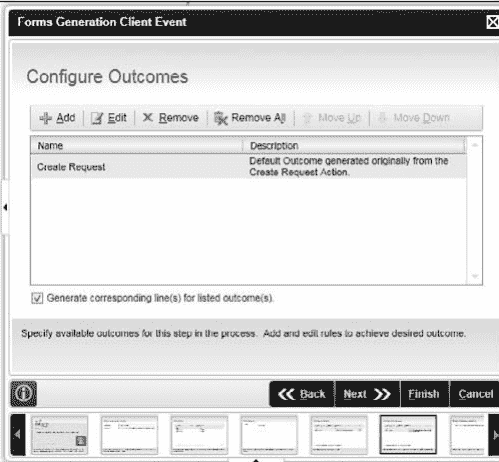 Forms Generation Client Event
Configure Outcomes
Add Edit Remove Remove All Move Up Move Down
Name Description
Create Request Default Outcome generated originally from the
Create Request Action.
Generate corresponding line(s) for listed outcome(s).
Specify available outcomes for this step in the process. Add and edit rules to achieve desired outcome.
Back Next Finish Cancel